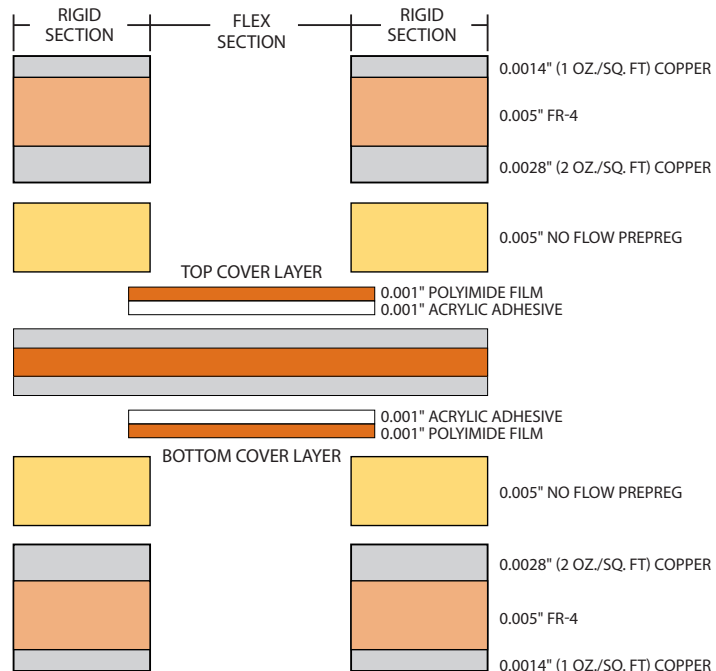 RIGID
SECTION
FLEX
SECTION
RIGID
SECTION
0.0014" (1 OZ./SQ. FT) COPPER
0.005" FR-4
0.0028" (2 OZ./SQ. FT) COPPER
0.005" NO FLOW PREPREG
TOP COVER LAYER
0.001" POLYIMIDE FILM
0.001" ACRYLIC ADHESIVE
0.001" ACRYLIC ADHESIVE
0.001" POLYIMIDE FILM
BOTTOM COVER LAYER
0.005" NO FLOW PREPREG
0.0028" (2 OZ./SQ. FT) COPPER
0.005" FR-4
0.0014" (1 OZ./SQ. FT) COPPER